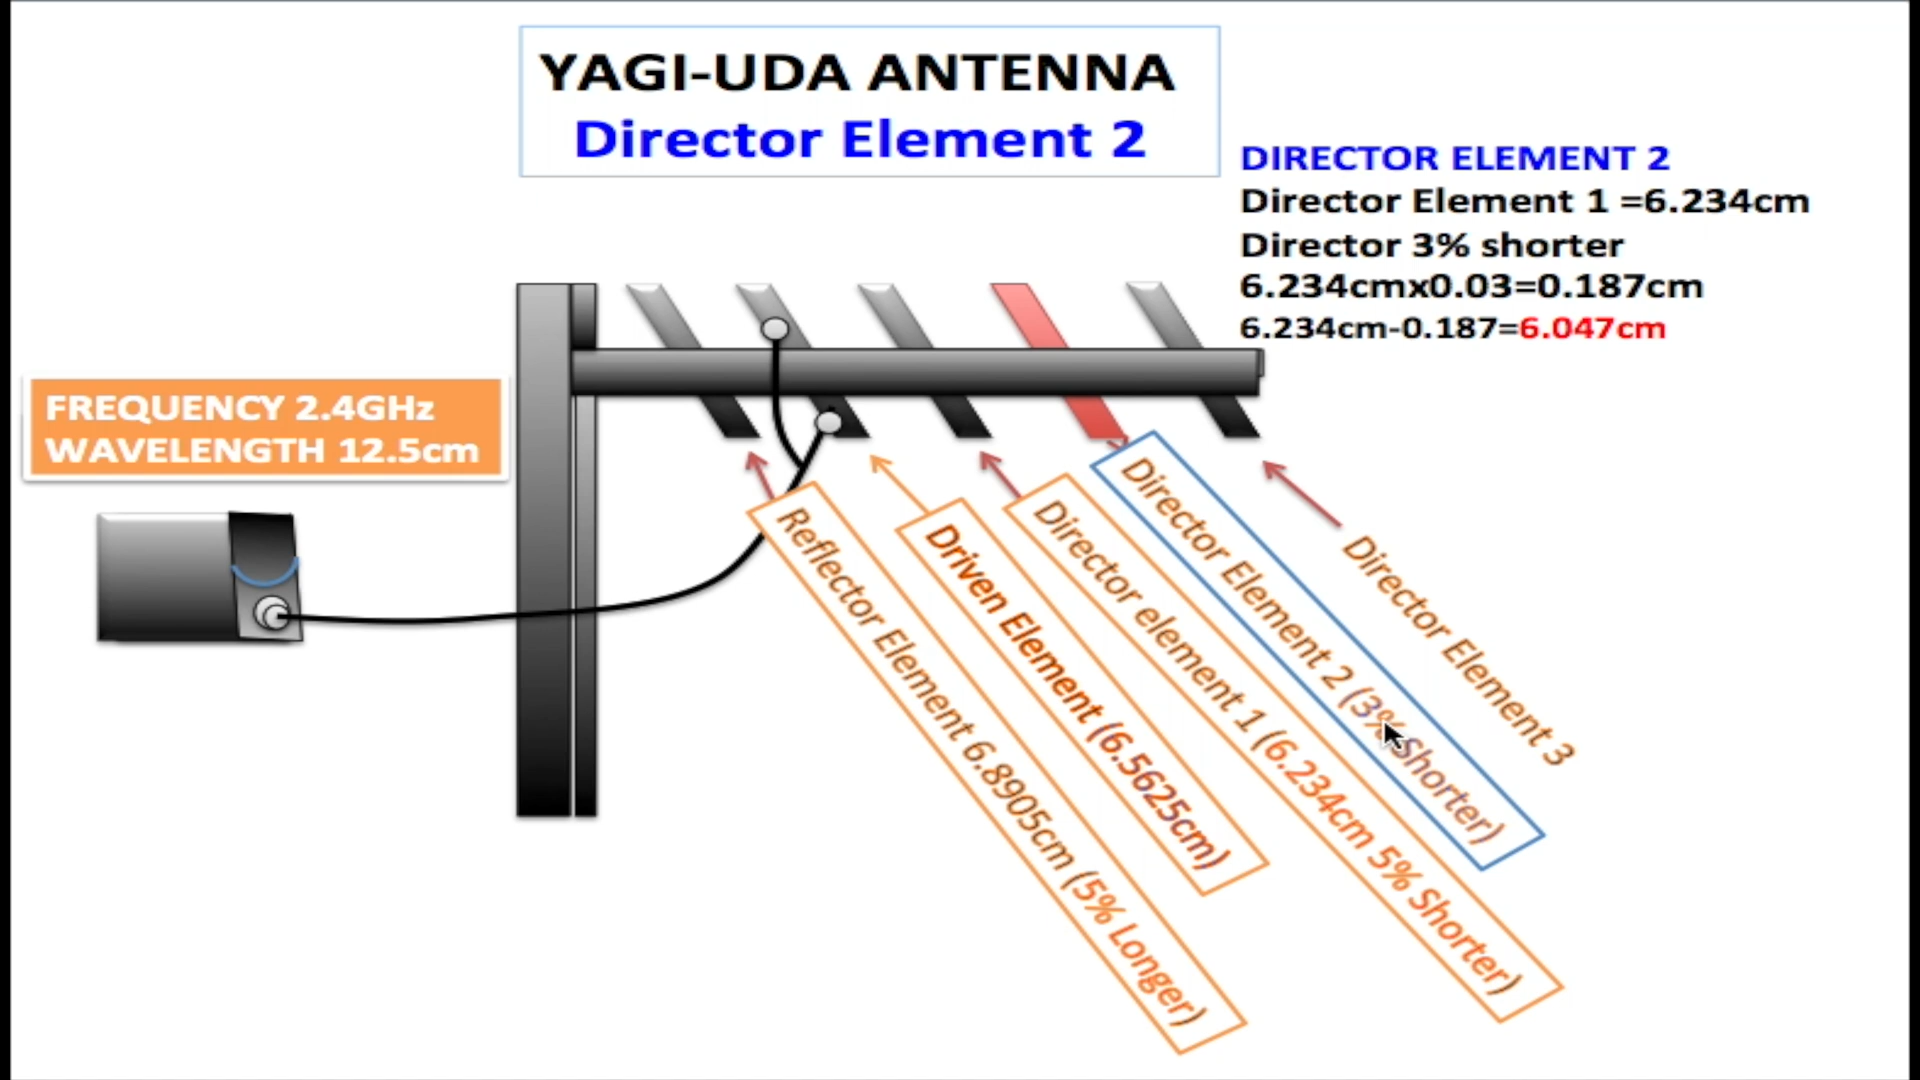 YAGI-UDA ANTENNA
Director Element 2
DIRECTOR ELEMENT 2
Director Element 1 =6.234cm
Director 3% shorter
6.234cmx0.03=0.187cm
6.234cm-0.187=6.047cm
FREQUENCY 2.4GHz
WAVELENGTH 12.5cm
Reflector Element 6.8905cm (5% Longer)
Driven Element (6.5625cm)
Director element 1 (6.234cm 5% Shorter)
Director Element 2 (3% Shorter)
Director Element 3